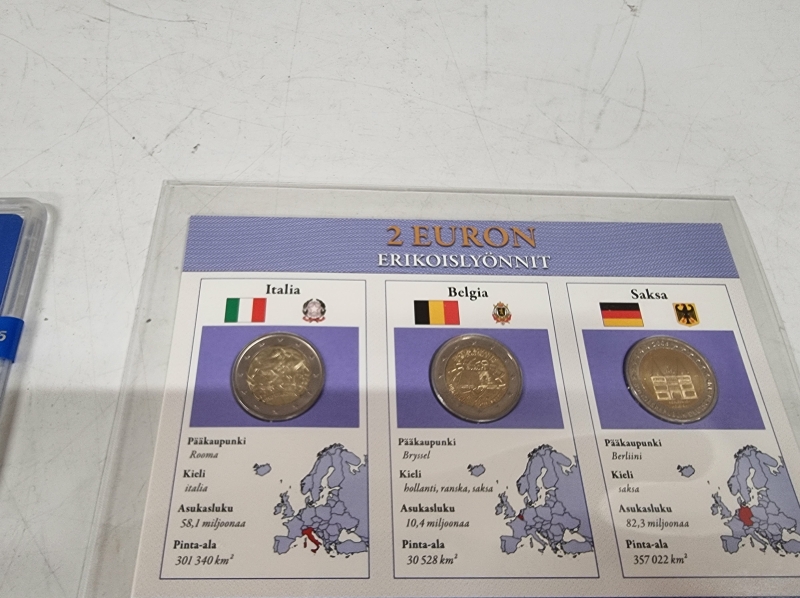 2 EURON
ERIKOISLYÖNNIT
Italia
Pääkaupunki
Rooma
Kieli
italia
Asukasluku
58,1 miljoonaa
Pinta-ala
301 340 km²
Belgia
Pääkaupunki
Bryssel
Kieli
hollanti, ranska, saksa
Asukasluku
10,4 miljoonaa
Pinta-ala
30 528 km²
Saksa
Pääkaupunki
Berliini
Kieli
saksa
Asukasluku
82,3 miljoonaa
Pinta-ala
357 022 km²